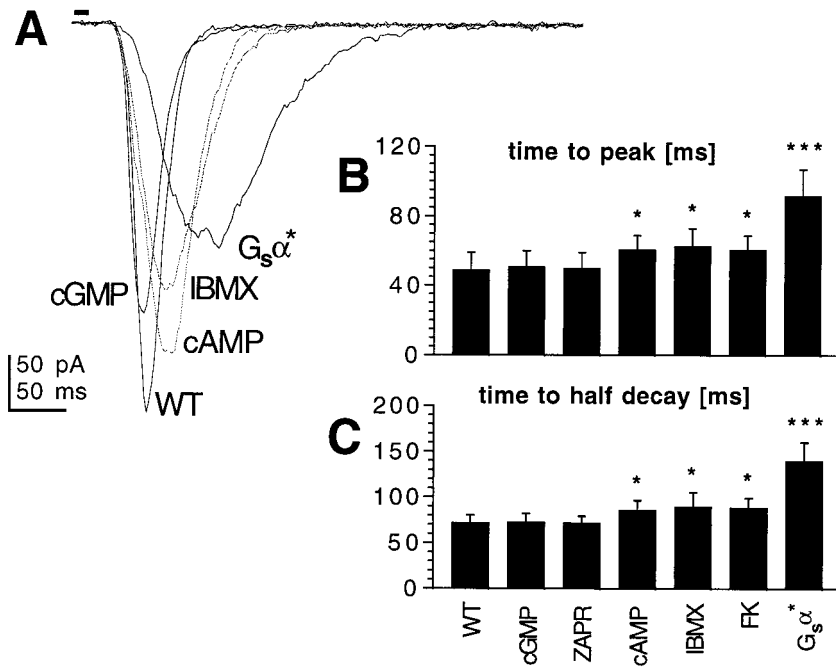 A
cGMP
IBMX
cAMP
WT
Gsα*
50 pA
50 ms
B
time to peak [ms]
120
80
40
0
*
*
*
***
C
time to half decay [ms]
200
150
100
50
0
*
*
*
***
WT
cGMP
ZAPR
cAMP
IBMX
FK
Gsα*